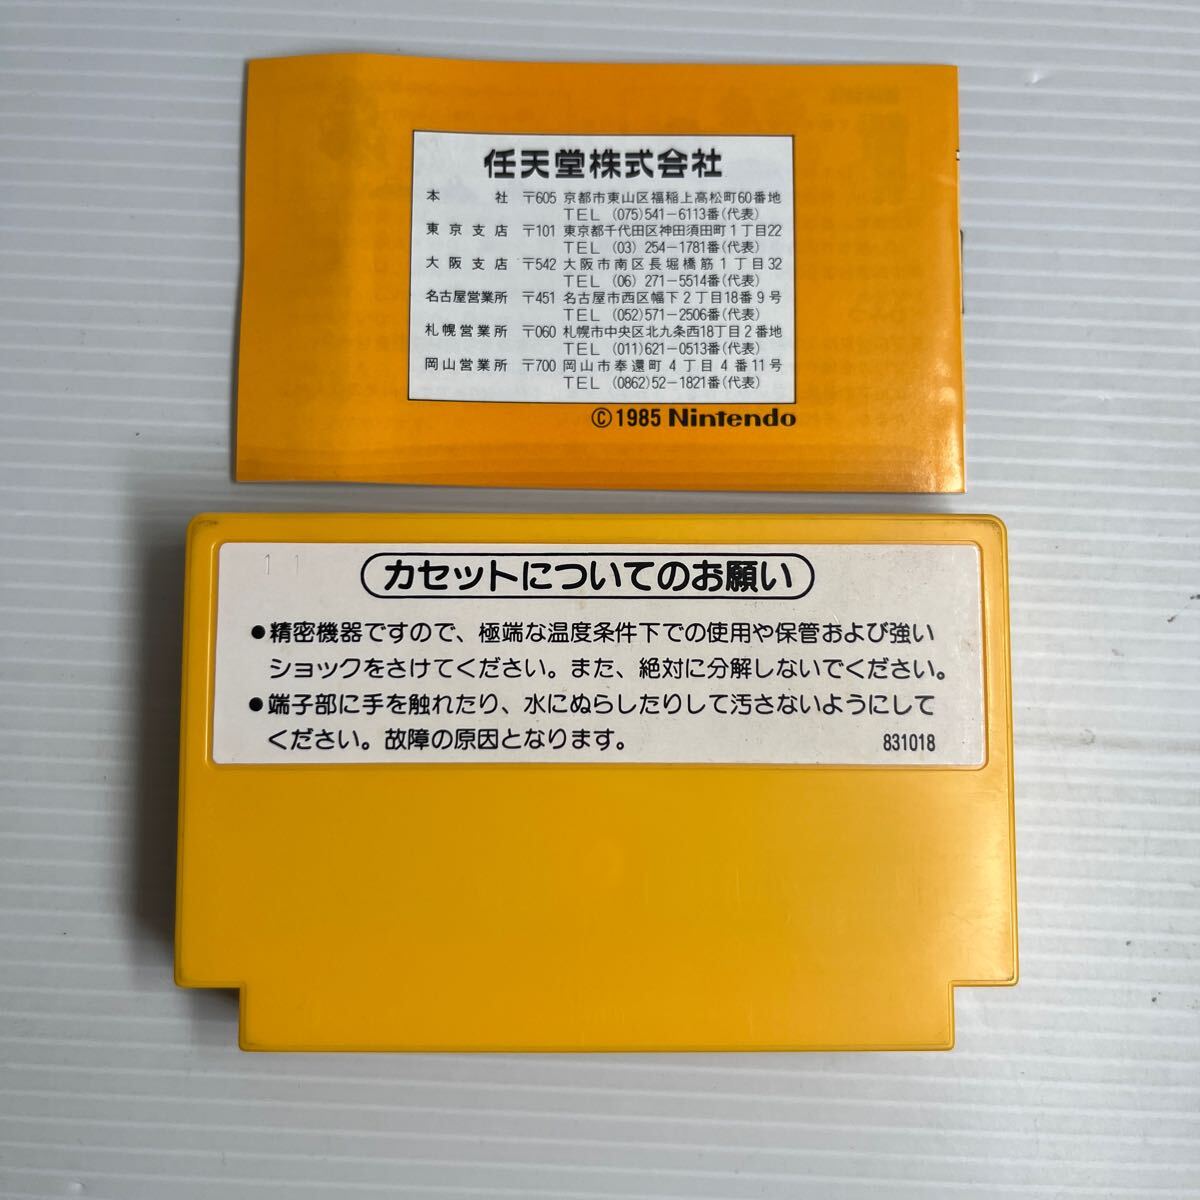 任天堂株式会社
本社 〒605 京都市東山区福稲上高松町60番地
TEL (075)541-6113番(代表)
東京支店 〒101 東京都千代田区神田須田町1丁目22
TEL (03) 254-1781番(代表)
大阪支店 〒542 大阪市南区長堀橋筋1丁目32
TEL (06) 271-5514番(代表)
名古屋営業所 〒451 名古屋市西区幅下2丁目18番9号
TEL (052)571-2506番(代表)
札幌営業所 〒060 札幌市中央区北九条西18丁目2番地
TEL (011)621-0513番(代表)
岡山営業所 〒700 岡山市奉還町4丁目4番11号
TEL (0862)52-1821番(代表)
©1985 Nintendo
1 1
カセットについてのお願い
●精密機器ですので、極端な温度条件下での使用や保管および強い
ショックをさけてください。また、絶対に分解しないでください。
●端子部に手を触れたり、水にぬらしたりして汚さないようにして
ください。故障の原因となります。
831018